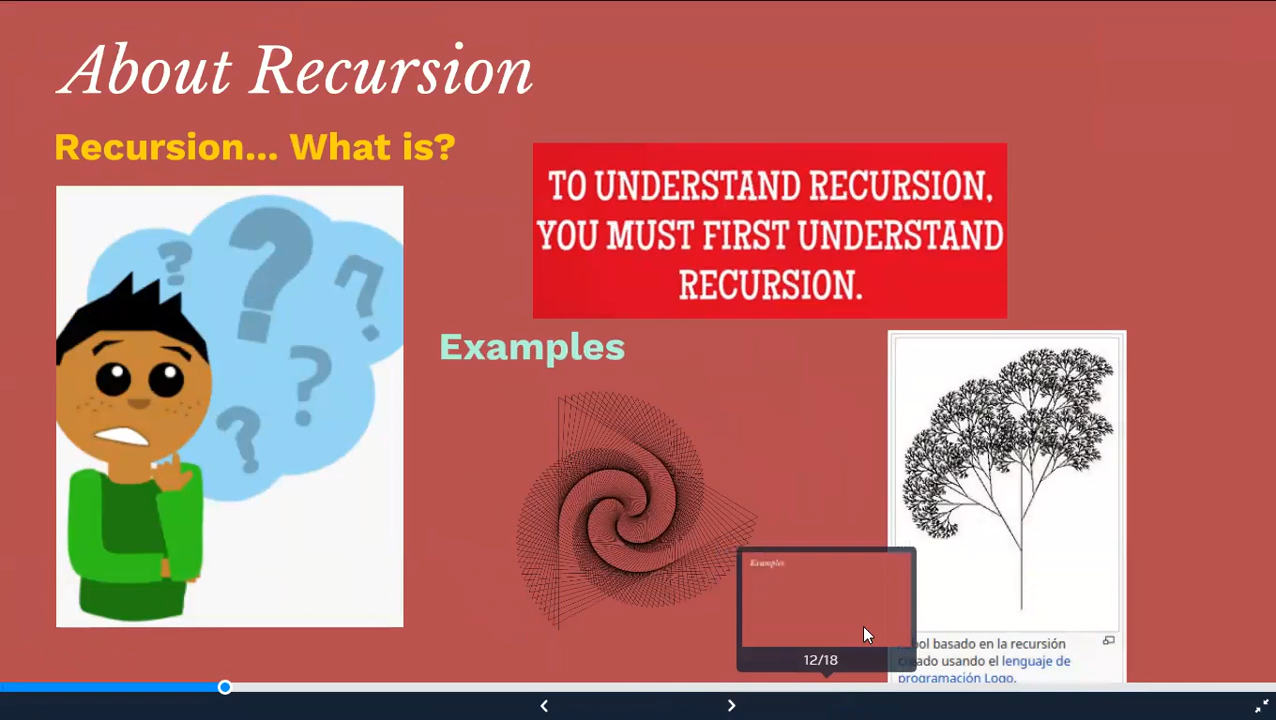 About Recursion
Recursion... What is?
TO UNDERSTAND RECURSION,
YOU MUST FIRST UNDERSTAND
RECURSION.
Examples
Examples
12/18
basado en la recursión
usando el lenguaje de
programación Logo.